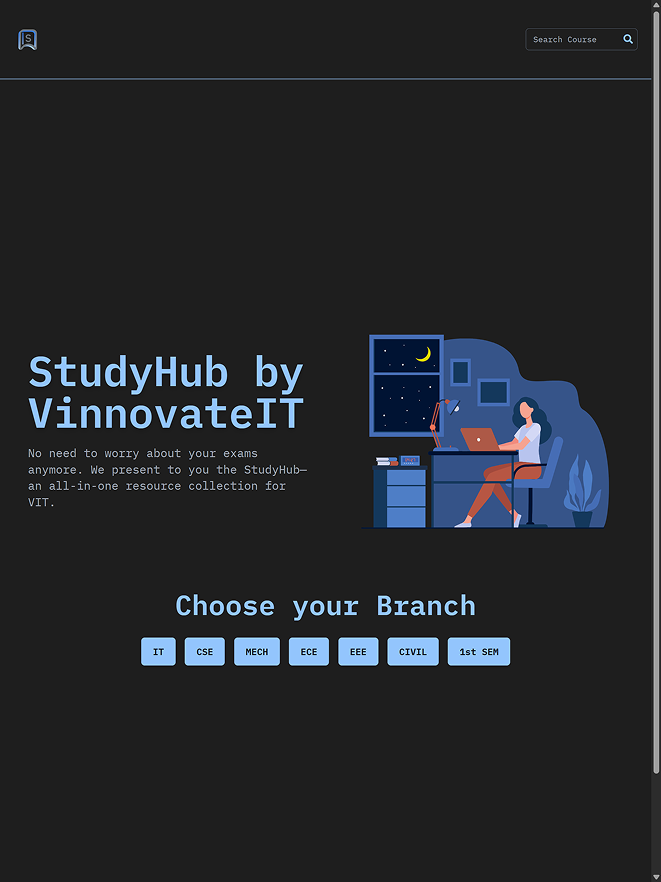 S
Search Course
StudyHub by
VinnovateIT
No need to worry about your exams
anymore. We present to you the StudyHub—
an all-in-one resource collection for
VIT.
Choose your Branch
IT
CSE
MECH
ECE
EEE
CIVIL
1st SEM